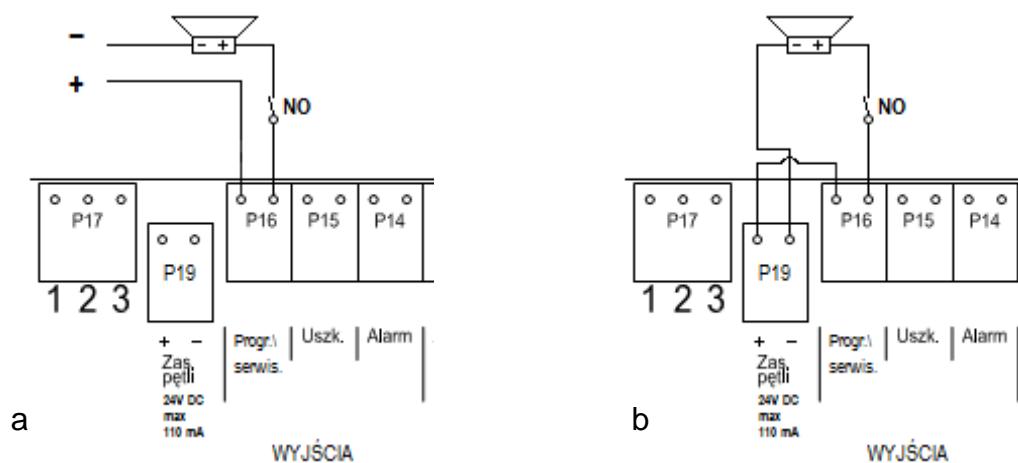 − +
−
+
NO
P17
P16
P15
P14
P19
1 2 3
+ −
Zas.
pętli
24V DC
max
110 mA
Progr.\
serwis.
Uszk.
Alarm
a
WYJŚCIA
− +
NO
P17
P16
P15
P14
P19
1 2 3
+ −
Zas.
pętli
24V DC
max
110 mA
Progr.\
serwis.
Uszk.
Alarm
b
WYJŚCIA